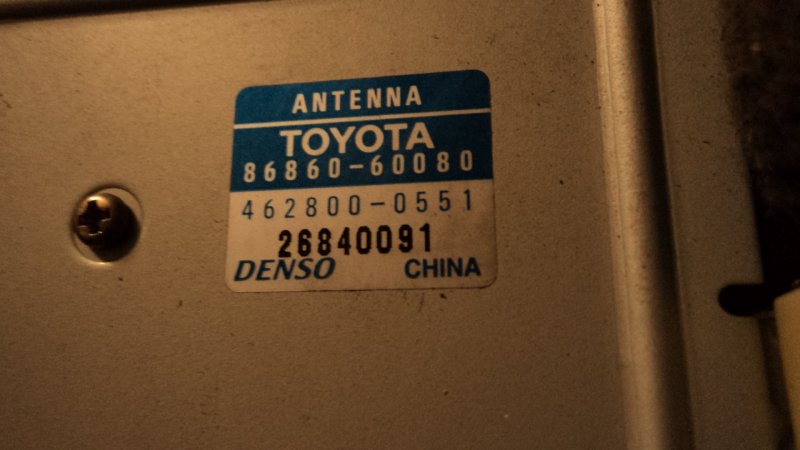 ANTENNA
TOYOTA
86860-60080
462800-0551
26840091
DENSO CHINA